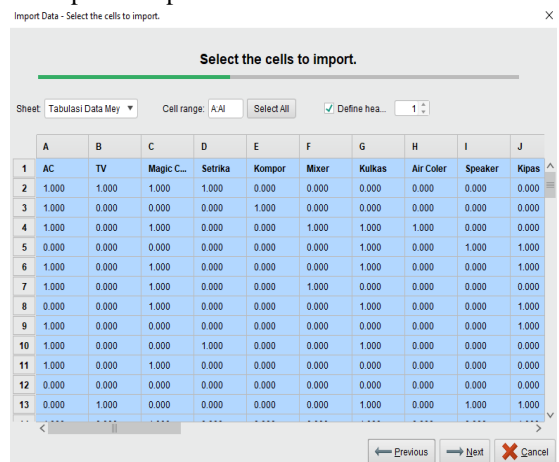 Import Data - Select the cells to import.
Select the cells to import.
Sheet Tabulasi Data Mey Cell range: A:AI Select All Define hea... 1
A B C D E F G H I J
1 AC TV Magic C... Setrika Kompor Mixer Kulkas Air Coler Speaker Kipas
2 1.000 1.000 1.000 1.000 0.000 0.000 0.000 0.000 0.000 0.000
3 1.000 0.000 0.000 0.000 1.000 0.000 0.000 0.000 0.000 0.000
4 1.000 0.000 1.000 0.000 0.000 1.000 1.000 1.000 0.000 0.000
5 0.000 0.000 0.000 0.000 0.000 0.000 1.000 0.000 1.000 1.000
6 1.000 0.000 1.000 0.000 0.000 0.000 1.000 0.000 0.000 1.000
7 1.000 0.000 1.000 0.000 0.000 1.000 0.000 0.000 0.000 0.000
8 0.000 0.000 1.000 0.000 0.000 0.000 1.000 0.000 0.000 1.000
9 1.000 0.000 0.000 0.000 0.000 0.000 1.000 0.000 0.000 1.000
10 1.000 0.000 0.000 1.000 0.000 0.000 1.000 0.000 0.000 1.000
11 1.000 0.000 1.000 0.000 0.000 0.000 0.000 0.000 0.000 0.000
12 0.000 0.000 0.000 0.000 0.000 0.000 0.000 0.000 0.000 0.000
13 0.000 1.000 0.000 0.000 0.000 0.000 1.000 0.000 1.000 1.000
Previous Next Cancel